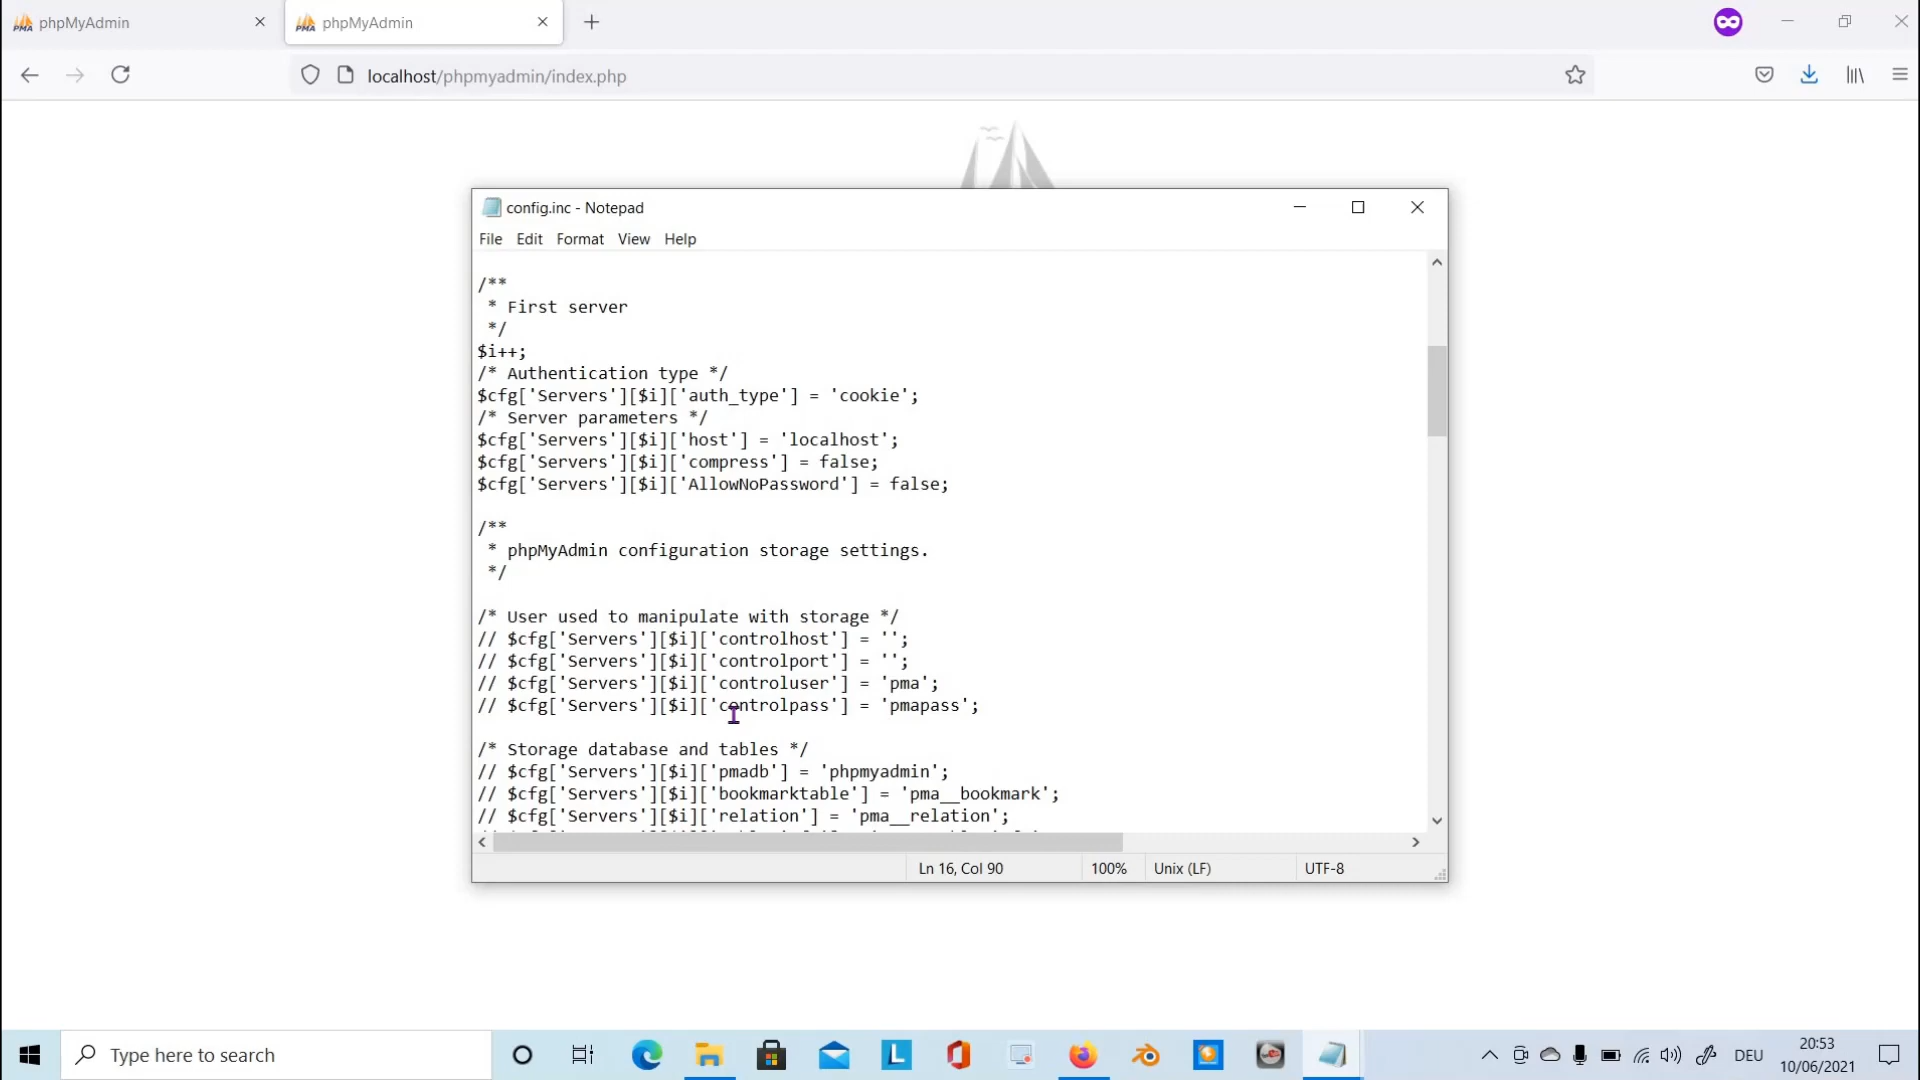 phpMyAdmin
phpMyAdmin
localhost/phpmyadmin/index.php
config.inc - Notepad
File Edit Format View Help
/**
 * First server
 */
$i++;
/* Authentication type */
$cfg['Servers'][$i]['auth_type'] = 'cookie';
/* Server parameters */
$cfg['Servers'][$i]['host'] = 'localhost';
$cfg['Servers'][$i]['compress'] = false;
$cfg['Servers'][$i]['AllowNoPassword'] = false;
/**
 * phpMyAdmin configuration storage settings.
 */
/* User used to manipulate with storage */
// $cfg['Servers'][$i]['controlhost'] = '';
// $cfg['Servers'][$i]['controlport'] = '';
// $cfg['Servers'][$i]['controluser'] = 'pma';
// $cfg['Servers'][$i]['controlpass'] = 'pmapass';
/* Storage database and tables */
// $cfg['Servers'][$i]['pmadb'] = 'phpmyadmin';
// $cfg['Servers'][$i]['bookmarktable'] = 'pma__bookmark';
// $cfg['Servers'][$i]['relation'] = 'pma__relation';
Ln 16, Col 90 100% Unix (LF) UTF-8
Type here to search
DEU
20:53
10/06/2021